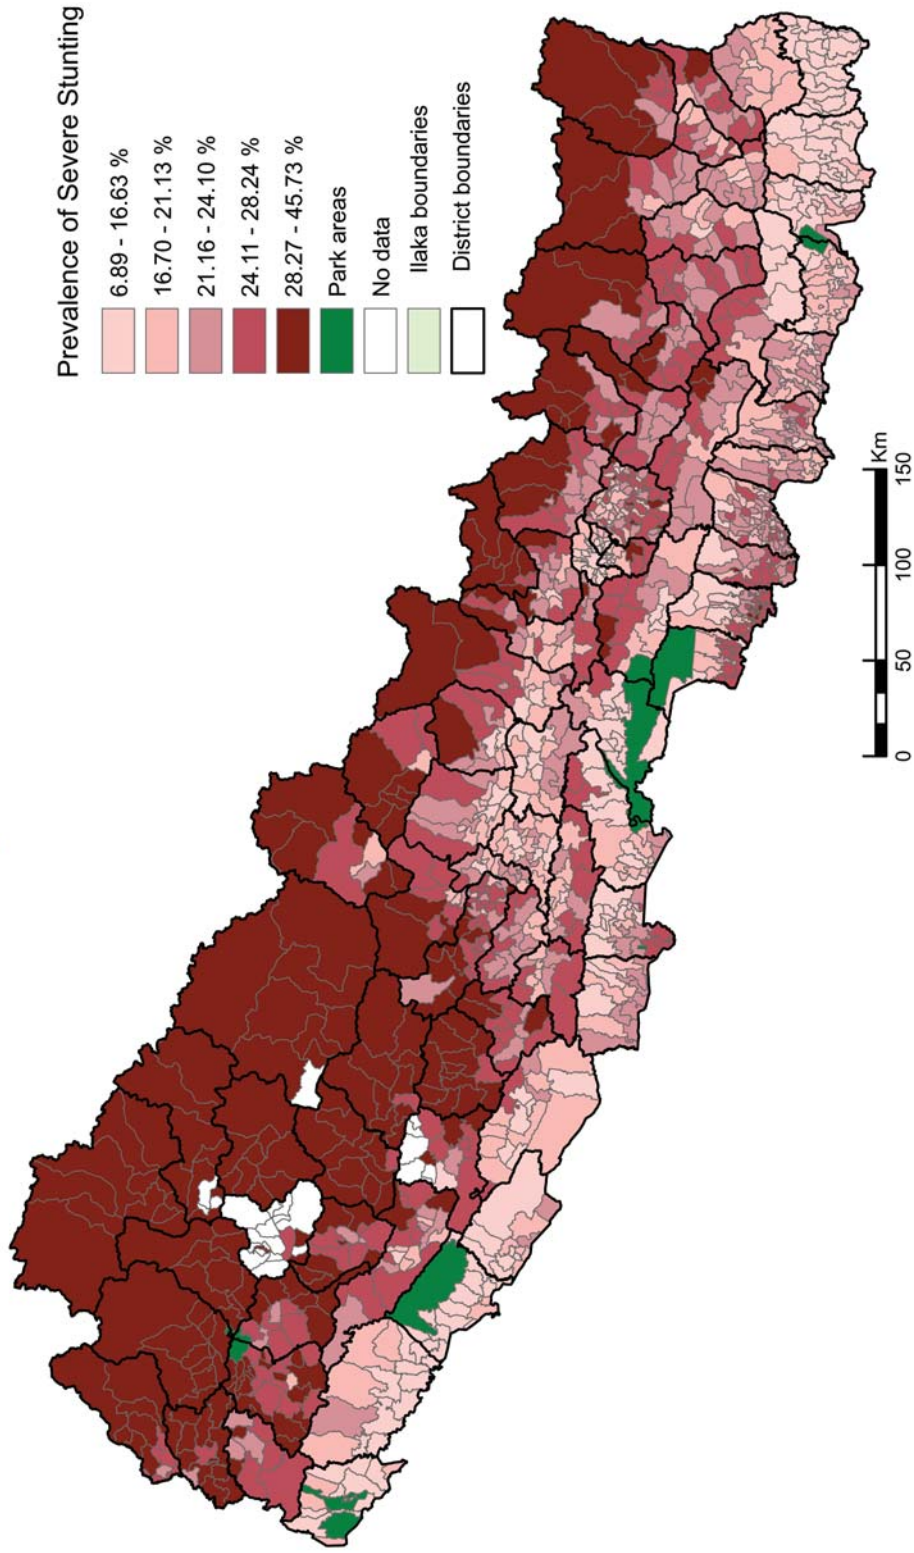 Prevalence of Severe Stunting
6.89 - 16.63 %
16.70 - 21.13 %
21.16 - 24.10 %
24.11 - 28.24 %
28.27 - 45.73 %
Park areas
No data
Ilaka boundaries
District boundaries
Km
0 50 100 150